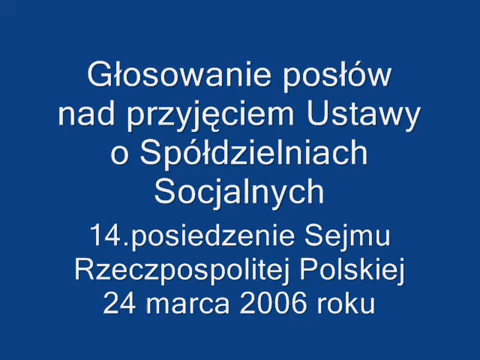 Głosowanie posłów
nad przyjęciem Ustawy
o Spółdzielniach
Socjalnych
14.posiedzenie Sejmu
Rzeczpospolitej Polskiej
24 marca 2006 roku